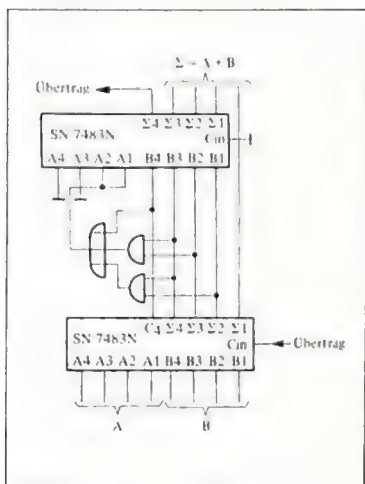 Σ = A + B
Übertrag
Σ4 Σ3 Σ2 Σ1
SN 7483N
Cin
A4 A3 A2 A1 B4 B3 B2 B1
C4 Σ4 Σ3 Σ2 Σ1
SN 7483N
Cin
Übertrag
A4 A3 A2 A1 B4 B3 B2 B1
A
B